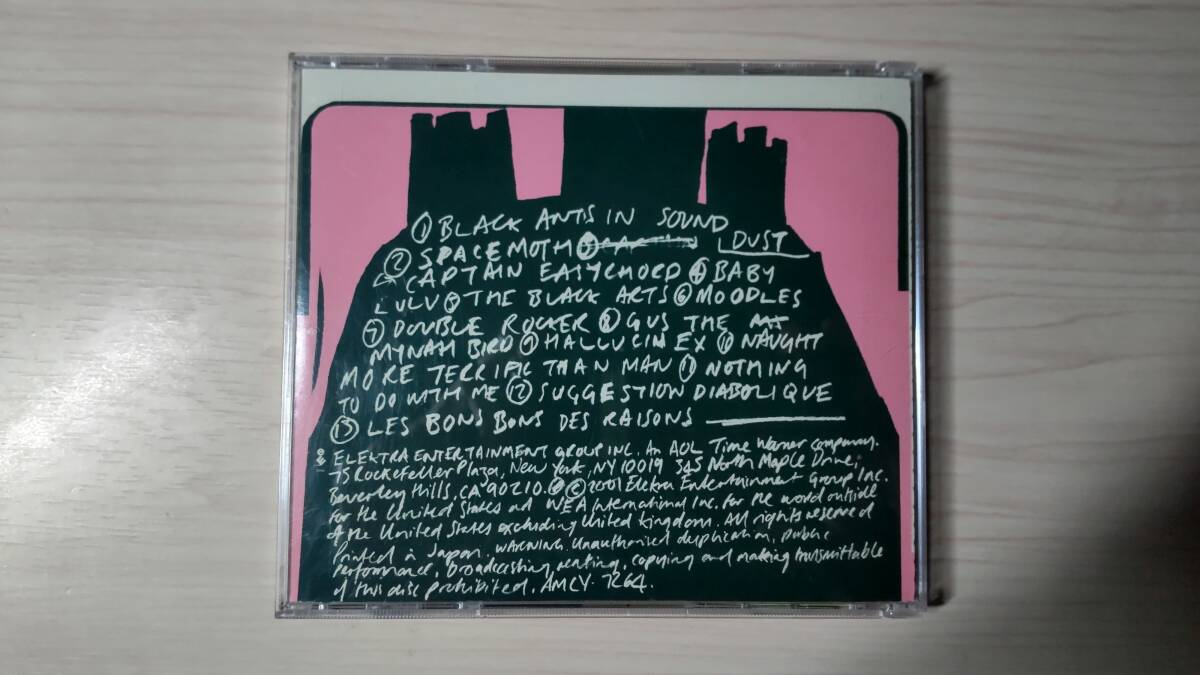 ① BLACK ANTS IN SOUND
DUST
② SPACEMOTH ③
CAPTAIN EASYCHORD ④ BABY
LULU ⑤ THE BLACK ARTS ⑥ MOODLES
⑦ DOUBLE ROCKER ⑧ GUS THE
MYNAH BIRD ⑨ HALLUCIN EX ⑩ NAUGHT
MORE TERRIFIC THAN MAN ⑪ NOTHING
TO DO WITH ME ⑫ SUGGESTION DIABOLIQUE
⑬ LES BONS BONS DES RAISONS
ELEKTRA ENTERTAINMENT GROUP INC. An AOL Time Warner company.
75 Rockefeller Plaza, New York, NY 10019 345 North Maple Drive,
Beverley Hills, CA 90210. ℗ © 2001 Elektra Entertainment Group Inc.
for the United States and WEA International Inc. for the world outside
of the United States excluding United Kingdom. All rights reserved
Printed in Japan. WARNING. Unauthorised duplication, public
performance, broadcasting, renting, copying and making transmittable
of this disc prohibited. AMCY-7264.